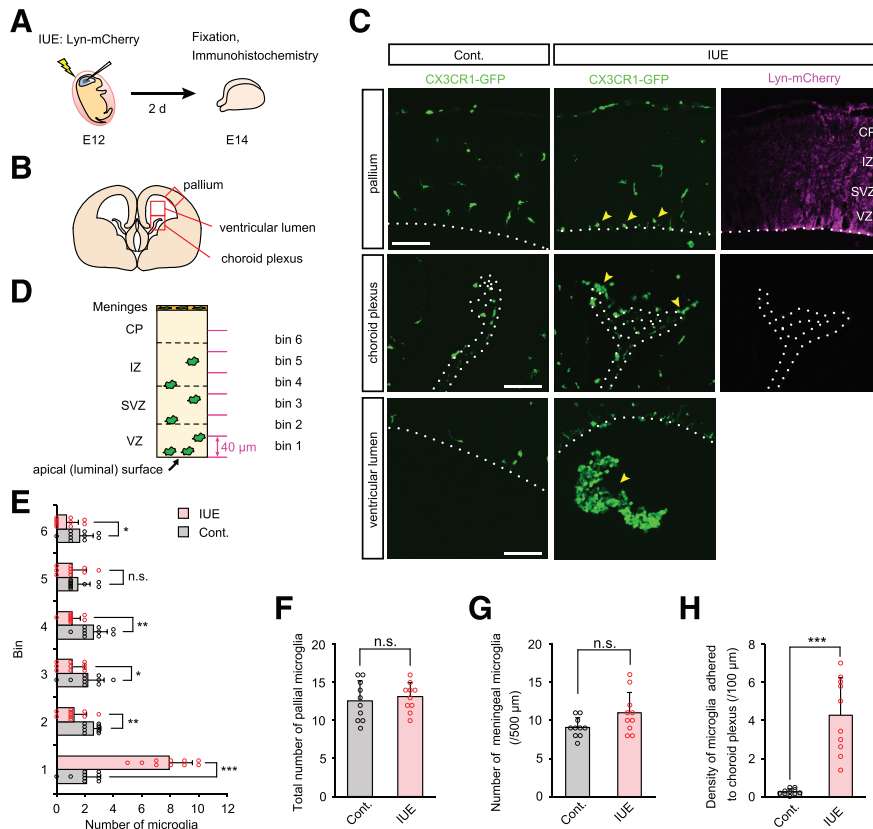 A
IUE: Lyn-mCherry
Fixation,
Immunohistochemistry
2 d
E12
E14
B
pallium
ventricular lumen
choroid plexus
C
Cont.
IUE
CX3CR1-GFP
CX3CR1-GFP
Lyn-mCherry
pallium
CP
IZ
SVZ
VZ
choroid plexus
ventricular lumen
D
Meninges
CP
IZ
SVZ
VZ
bin 6
bin 5
bin 4
bin 3
bin 2
bin 1
40 μm
apical (luminal) surface
E
IUE
Cont.
Bin
6
5
4
3
2
1
*
n.s.
**
*
**
***
0 2 4 6 8 10 12
Number of microglia
F
Total number of pallial microglia
20
15
10
5
0
n.s.
Cont.
IUE
G
Number of meningeal microglia
(/500 μm)
20
15
10
5
0
n.s.
Cont.
IUE
H
Density of microglia adhered
to choroid plexus (/100 μm)
8
6
4
2
0
***
Cont.
IUE